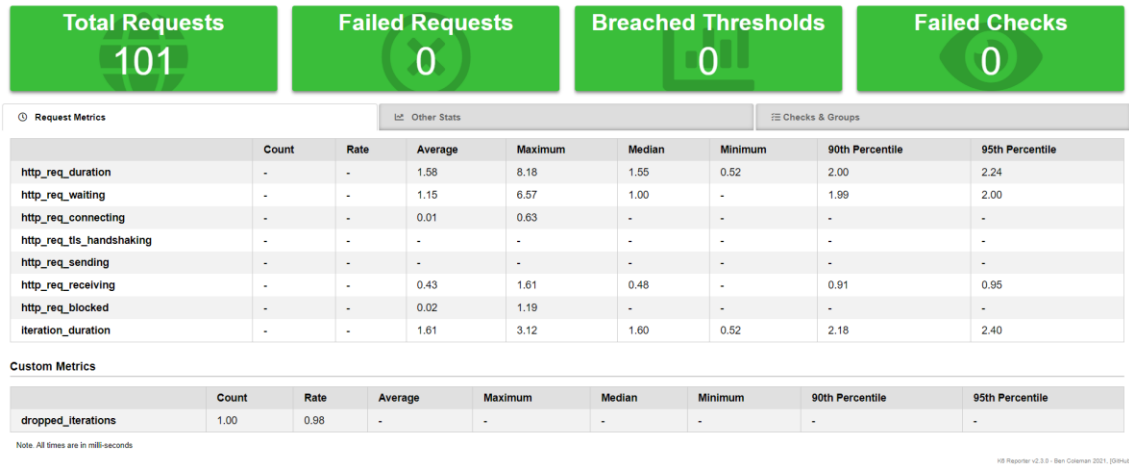 Total Requests Failed Requests Breached Thresholds Failed Checks
101 0 0 0
Request Metrics Other Stats Checks & Groups
Count Rate Average Maximum Median Minimum 90th Percentile 95th Percentile
http_req_duration - - 1.58 8.18 1.55 0.52 2.00 2.24
http_req_waiting - - 1.15 6.57 1.00 - 1.99 2.00
http_req_connecting - - 0.01 0.63 - - - -
http_req_tls_handshaking - - - - - - - -
http_req_sending - - - - - - - -
http_req_receiving - - 0.43 1.61 0.48 - 0.91 0.95
http_req_blocked - - 0.02 1.19 - - - -
iteration_duration - - 1.61 3.12 1.60 0.52 2.18 2.40
Custom Metrics
Count Rate Average Maximum Median Minimum 90th Percentile 95th Percentile
dropped_iterations 1.00 0.98 - - - - - -
Note. All times are in milli-seconds
K6 Reporter v2.3.0 - Ben Coleman 2021, [GitHub